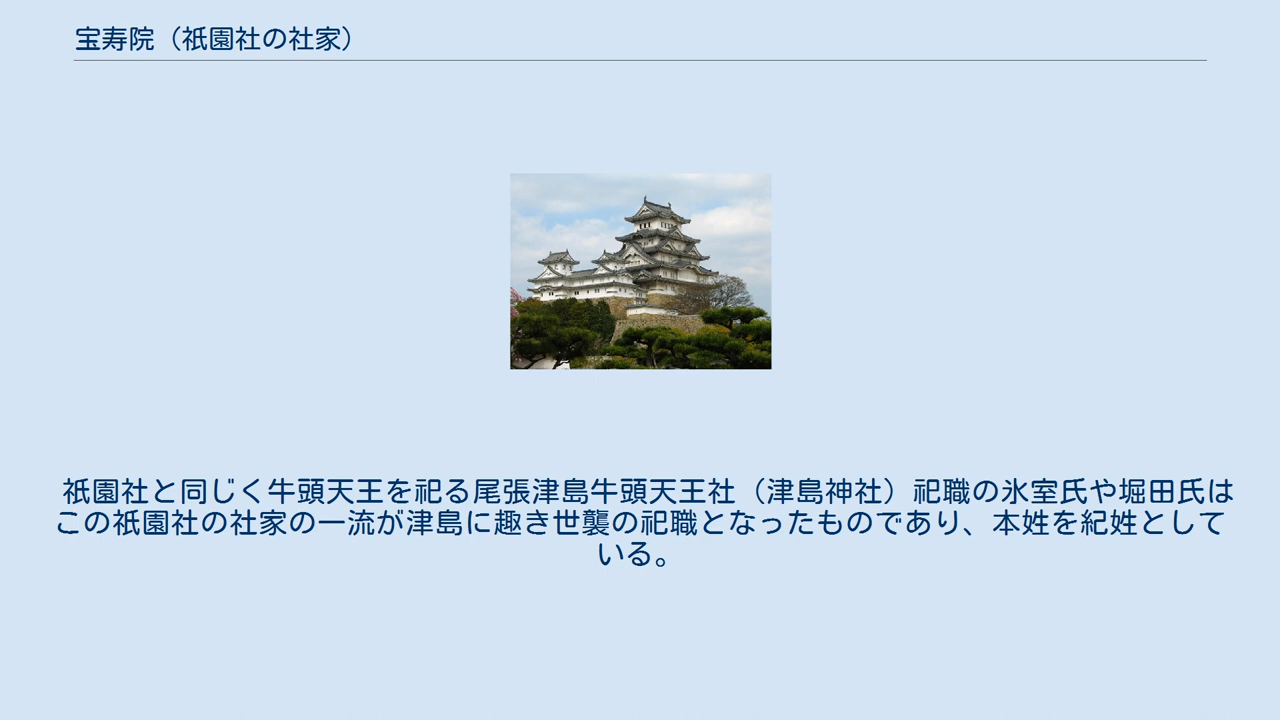 宝寿院（祇園社の社家）
祇園社と同じく牛頭天王を祀る尾張津島牛頭天王社（津島神社）祀職の氷室氏や堀田氏は
この祇園社の社家の一流が津島に趣き世襲の祀職となったものであり、本姓を紀姓として
いる。